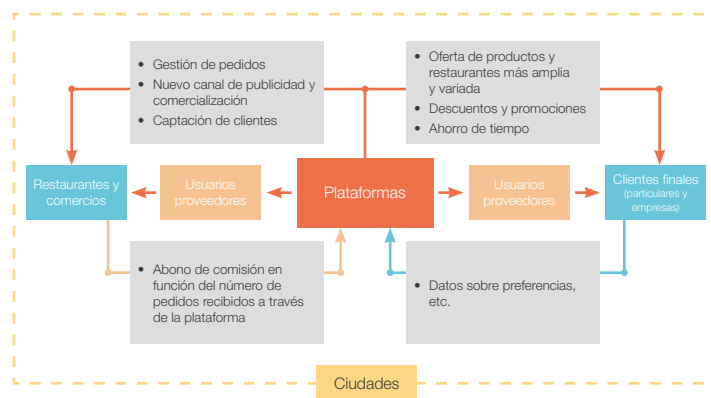 • Gestión de pedidos
• Nuevo canal de publicidad y
comercialización
• Captación de clientes
• Oferta de productos y
restaurantes más amplia
y variada
• Descuentos y promociones
• Ahorro de tiempo
Restaurantes y
comercios
Usuarios
proveedores
Plataformas
Usuarios
proveedores
Clientes finales
(particulares y
empresas)
• Abono de comisión en
función del número de
pedidos recibidos a través
de la plataforma
• Datos sobre preferencias,
etc.
Ciudades